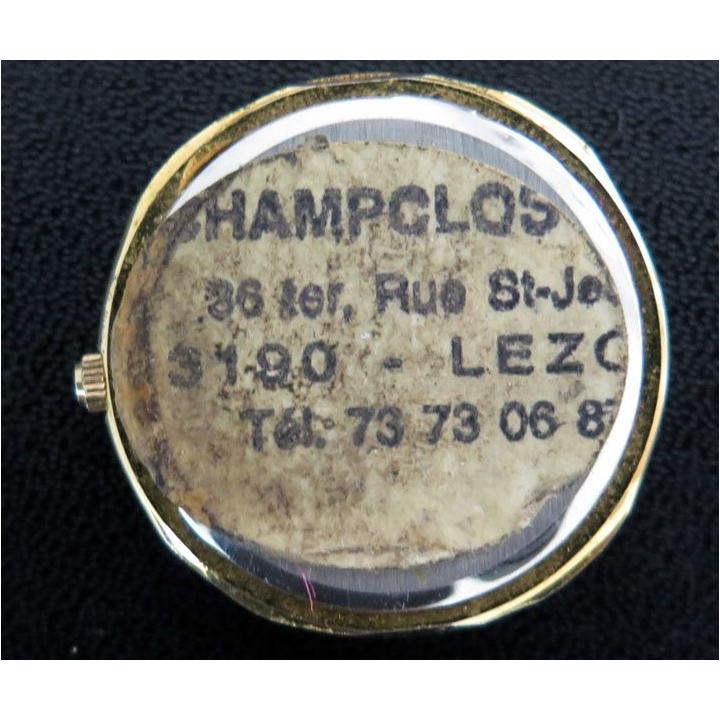 CHAMPCLOS
36 ter, Rue St-Je
3190 - LEZO
Tél. 73 73 06 8